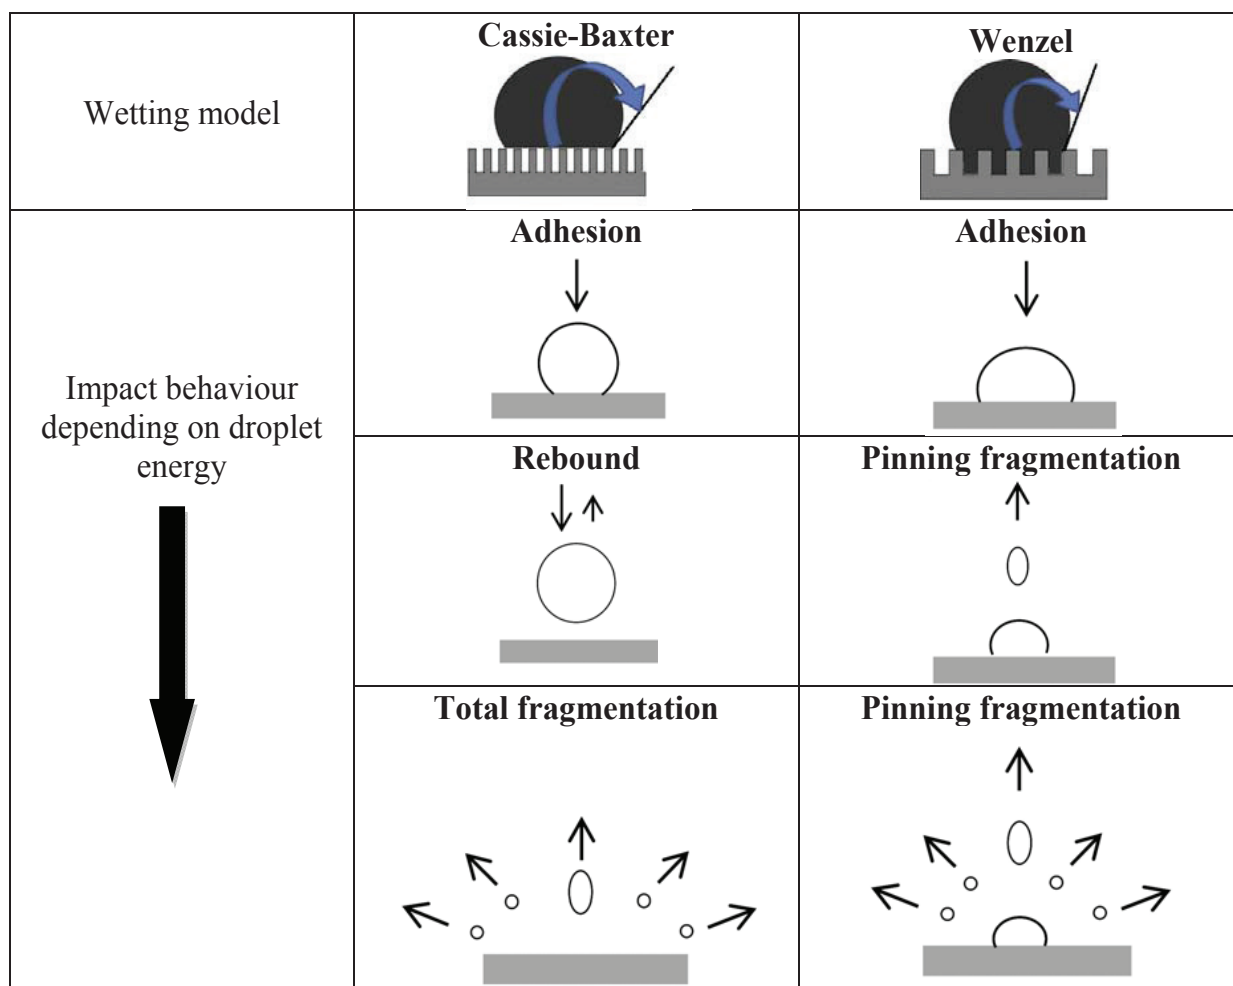 Wetting model
Cassie-Baxter
Wenzel
Impact behaviour
depending on droplet
energy
Adhesion
Adhesion
Rebound
Pinning fragmentation
Total fragmentation
Pinning fragmentation